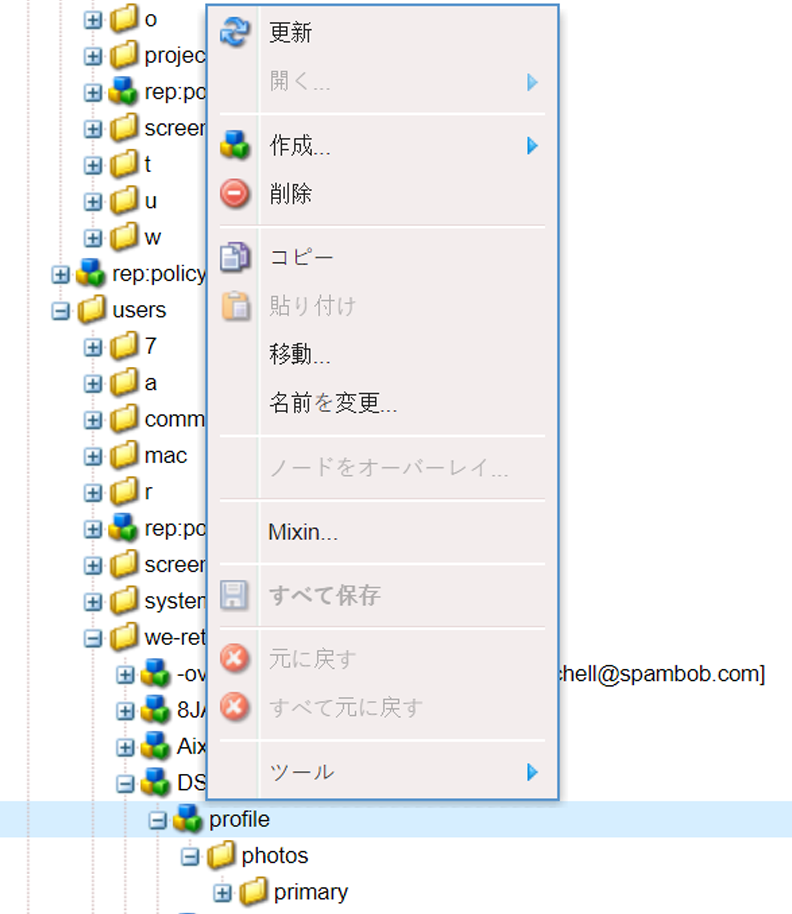 o
projec
rep:po
screer
t
u
w
rep:policy
users
7
a
comm
mac
r
rep:po
screer
system
we-ret
-ov
chell@spambob.com]
8JA
Aix
DS
profile
photos
primary
更新
開く...
作成...
削除
コピー
貼り付け
移動...
名前を変更...
ノードをオーバーレイ...
Mixin...
すべて保存
元に戻す
すべて元に戻す
ツール